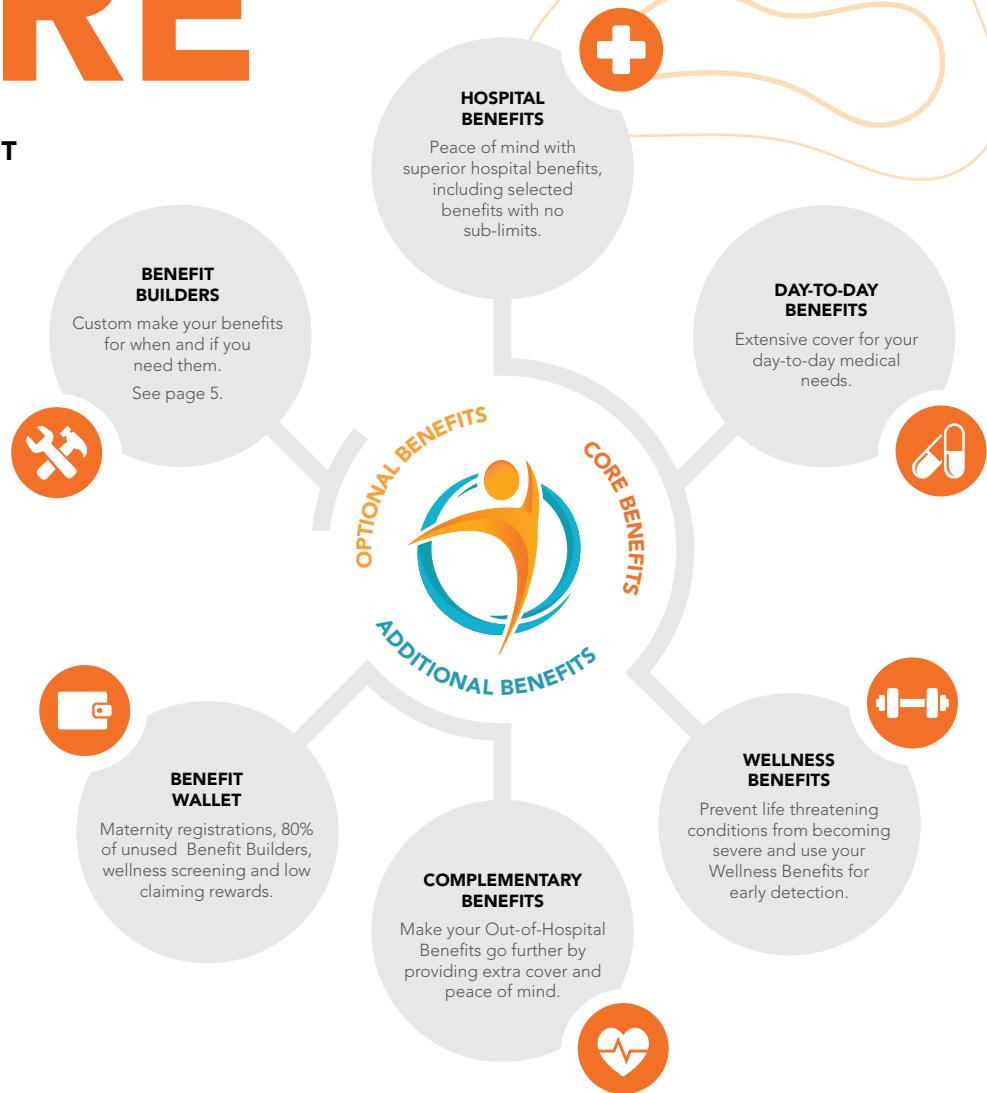 RE
T
HOSPITAL
BENEFITS
Peace of mind with
superior hospital benefits,
including selected
benefits with no
sub-limits.
BENEFIT
BUILDERS
Custom make your benefits
for when and if you
need them.
See page 5.
DAY-TO-DAY
BENEFITS
Extensive cover for your
day-to-day medical
needs.
OPTIONAL BENEFITS
CORE BENEFITS
ADDITIONAL BENEFITS
BENEFIT
WALLET
Maternity registrations, 80%
of unused  Benefit Builders,
wellness screening and low
claiming rewards.
COMPLEMENTARY
BENEFITS
Make your Out-of-Hospital
Benefits go further by
providing extra cover and
peace of mind.
WELLNESS
BENEFITS
Prevent life threatening
conditions from becoming
severe and use your
Wellness Benefits for
early detection.